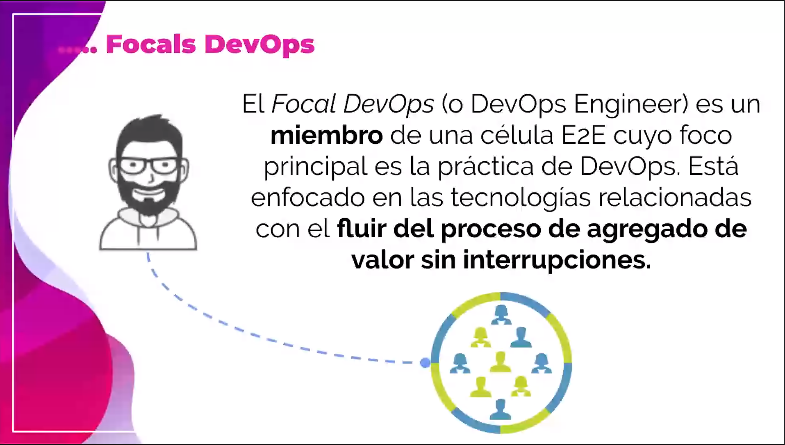 ..... Focals DevOps
El Focal DevOps (o DevOps Engineer) es un
miembro de una célula E2E cuyo foco
principal es la práctica de DevOps. Está
enfocado en las tecnologías relacionadas
con el fluir del proceso de agregado de
valor sin interrupciones.